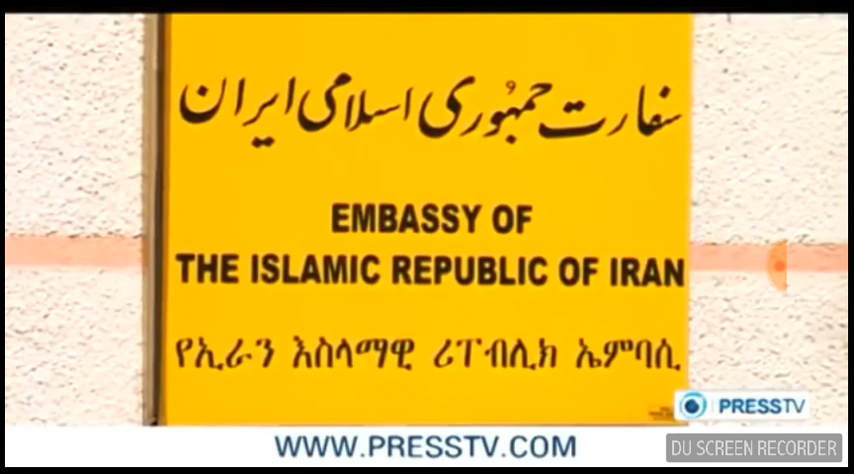 سفارت جمہوری اسلامی ایران
EMBASSY OF
THE ISLAMIC REPUBLIC OF IRAN
የኢራን እስላማዊ ሪፐብሊክ ኤምባሲ
PRESSTV
WWW.PRESSTV.COM
DU SCREEN RECORDER